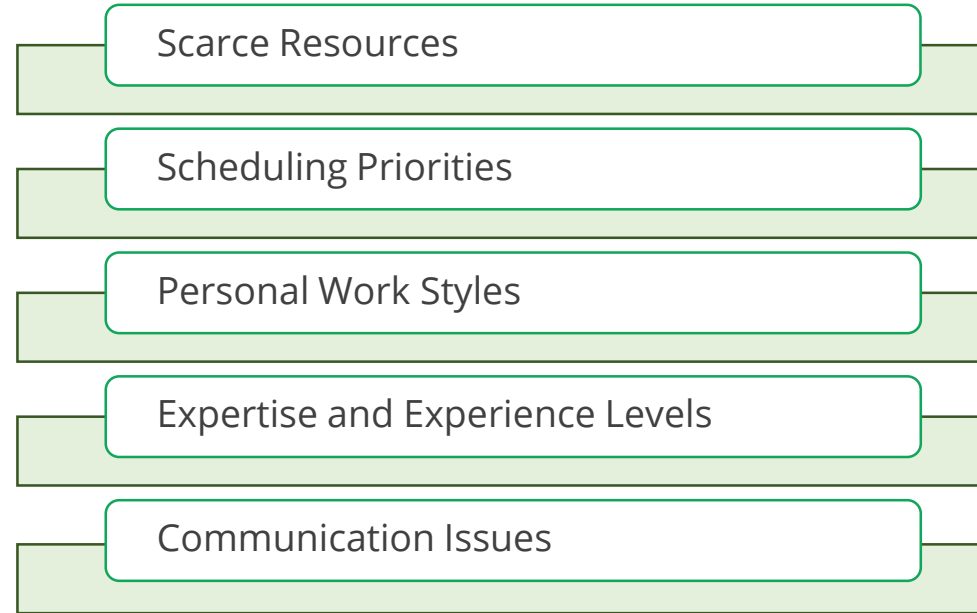 Scarce Resources
Scheduling Priorities
Personal Work Styles
Expertise and Experience Levels
Communication Issues